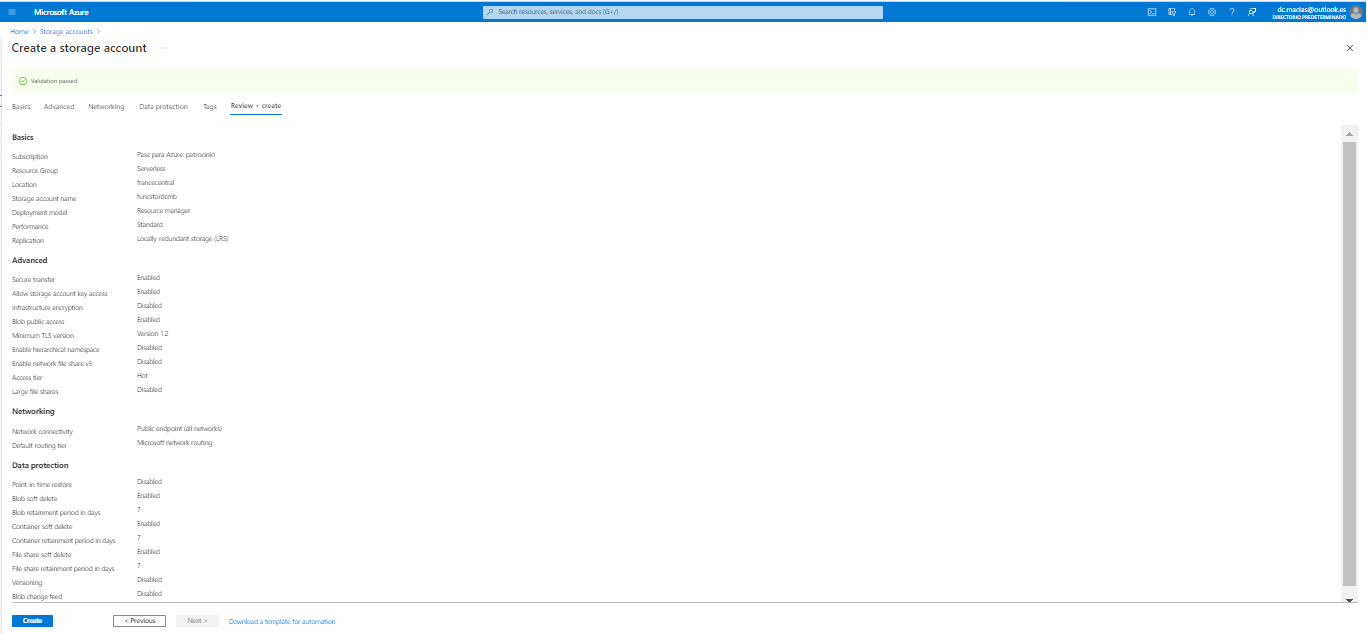 Microsoft Azure
Search resources, services, and docs (G+/)
dc.macias@outlook.es
DIRECTORIO PREDETERMINADO
Home > Storage accounts >
Create a storage account ...
Validation passed
Basics Advanced Networking Data protection Tags Review + create
Basics
Subscription Pase para Azure: patrocinio
Resource Group Serverless
Location francecentral
Storage account name funcstordcmb
Deployment model Resource manager
Performance Standard
Replication Locally-redundant storage (LRS)
Advanced
Secure transfer Enabled
Allow storage account key access Enabled
Infrastructure encryption Disabled
Blob public access Enabled
Minimum TLS version Version 1.2
Enable hierarchical namespace Disabled
Enable network file share v3 Disabled
Access tier Hot
Large file shares Disabled
Networking
Network connectivity Public endpoint (all networks)
Default routing tier Microsoft network routing
Data protection
Point-in-time restore Disabled
Blob soft delete Enabled
Blob retainment period in days 7
Container soft delete Enabled
Container retainment period in days 7
File share soft delete Enabled
File share retainment period in days 7
Versioning Disabled
Blob change feed Disabled
Create < Previous Next > Download a template for automation